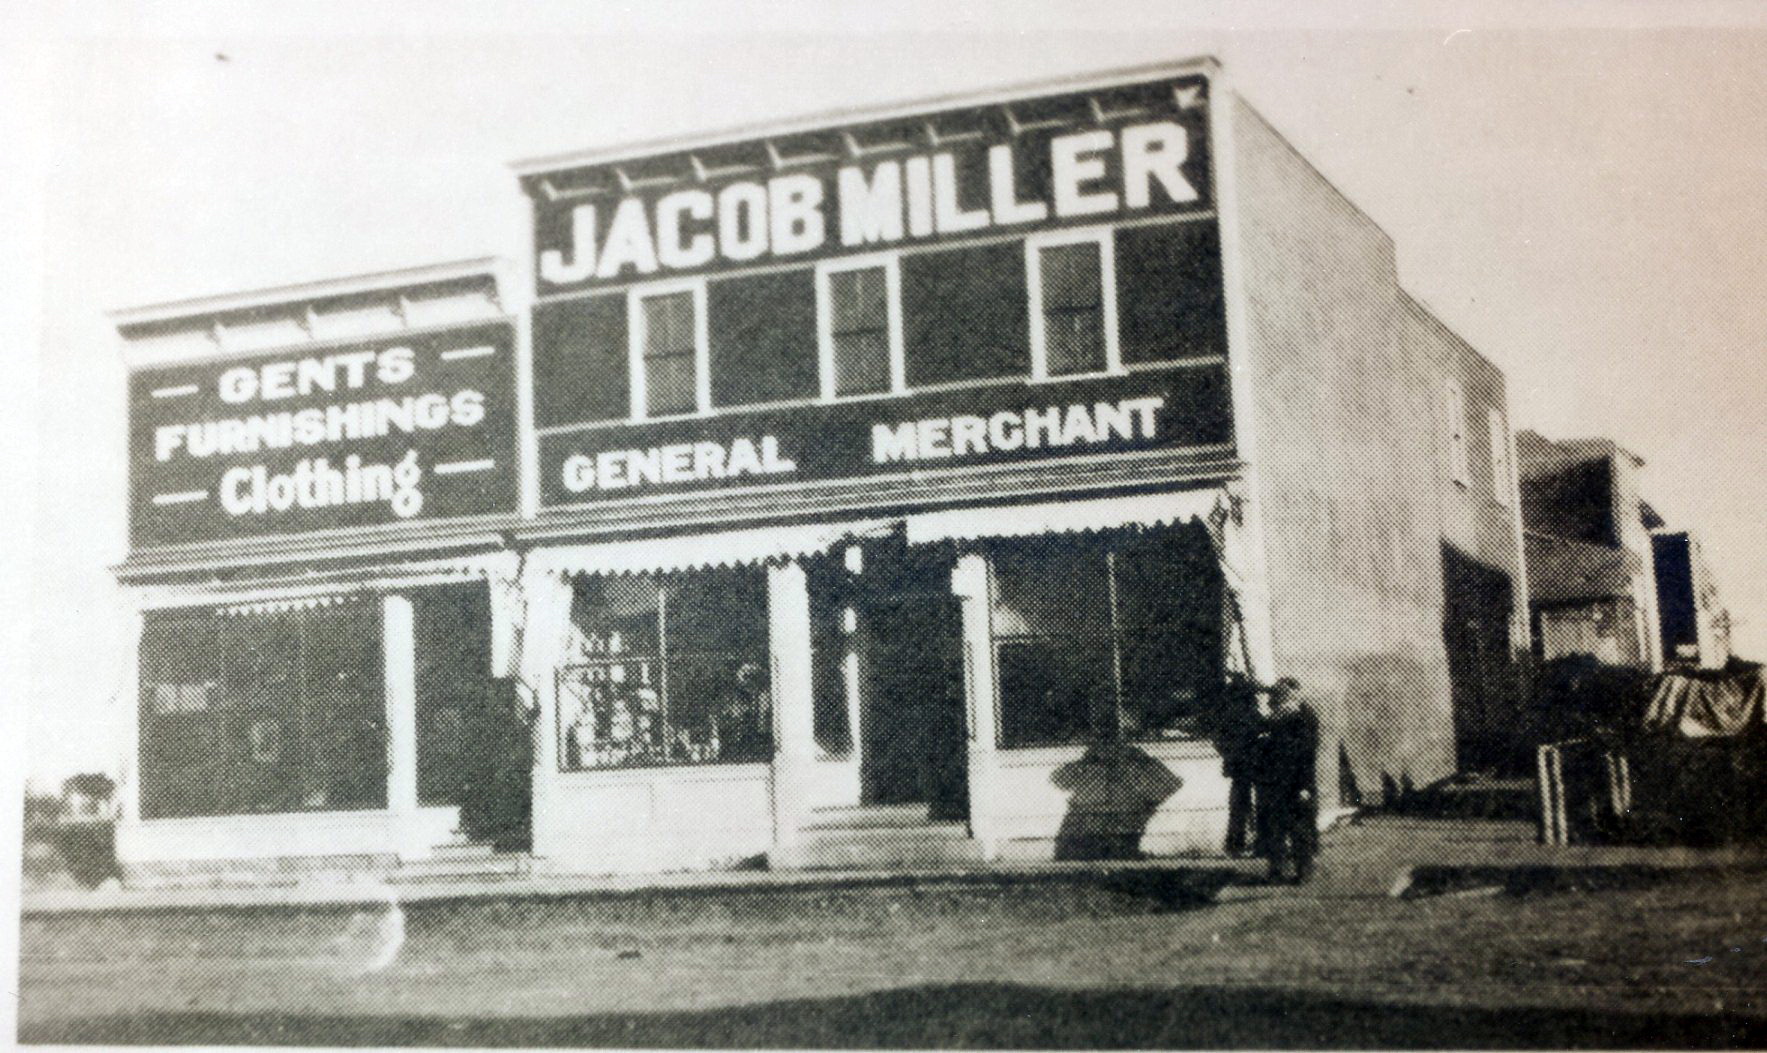 — GENTS —
FURNISHINGS
— Clothing —
JACOB MILLER
GENERAL MERCHANT